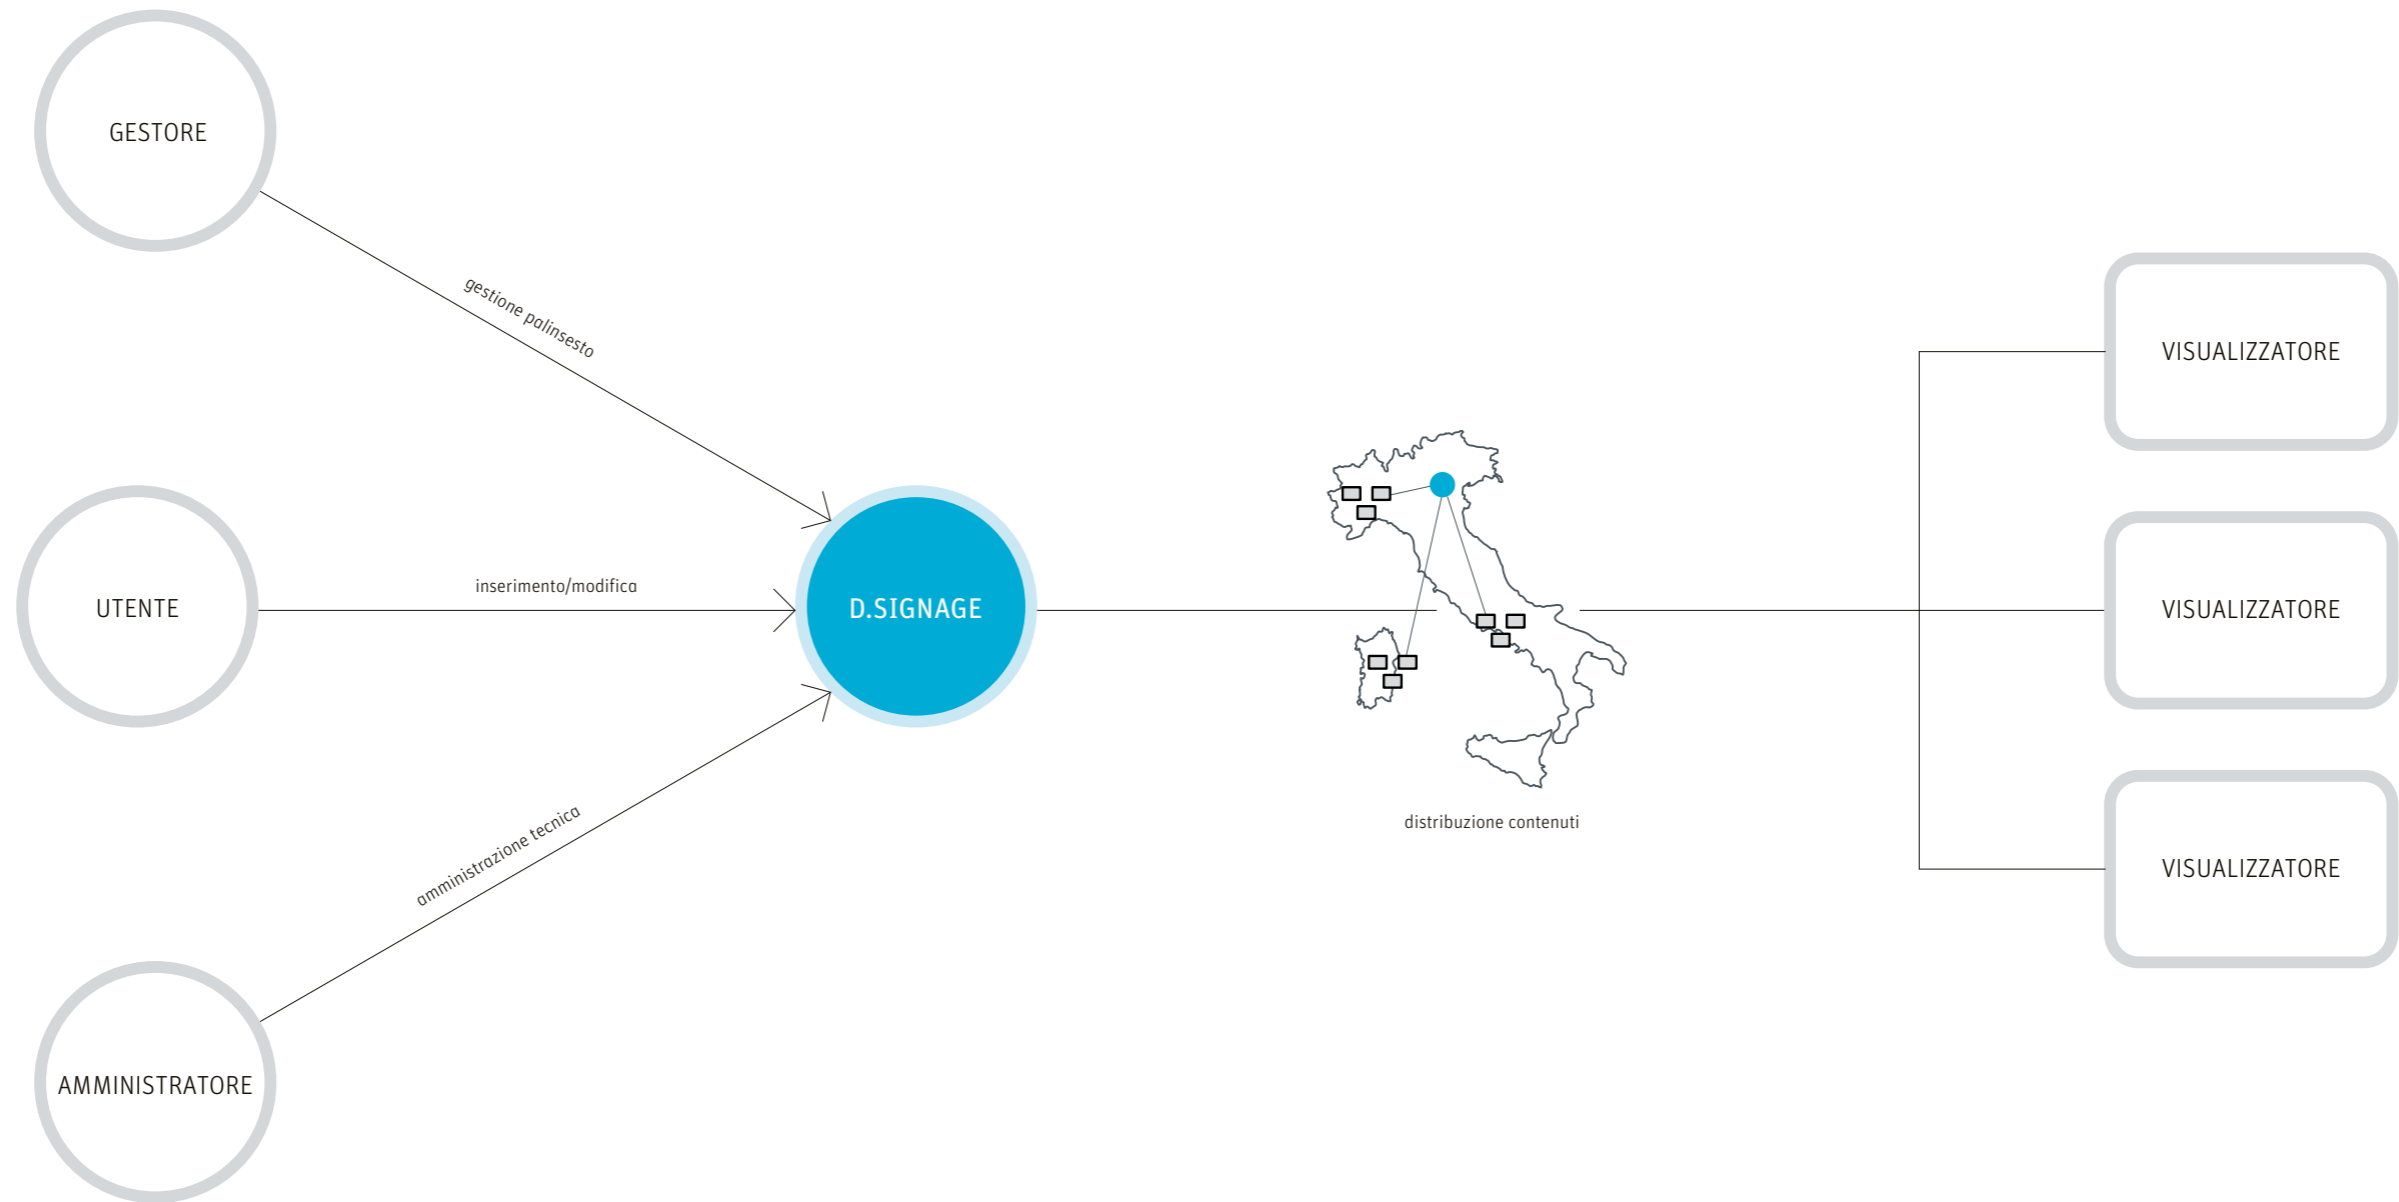 GESTORE
gestione palinsesto
UTENTE
inserimento/modifica
D.SIGNAGE
amministrazione tecnica
AMMINISTRATORE
distribuzione contenuti
VISUALIZZATORE
VISUALIZZATORE
VISUALIZZATORE